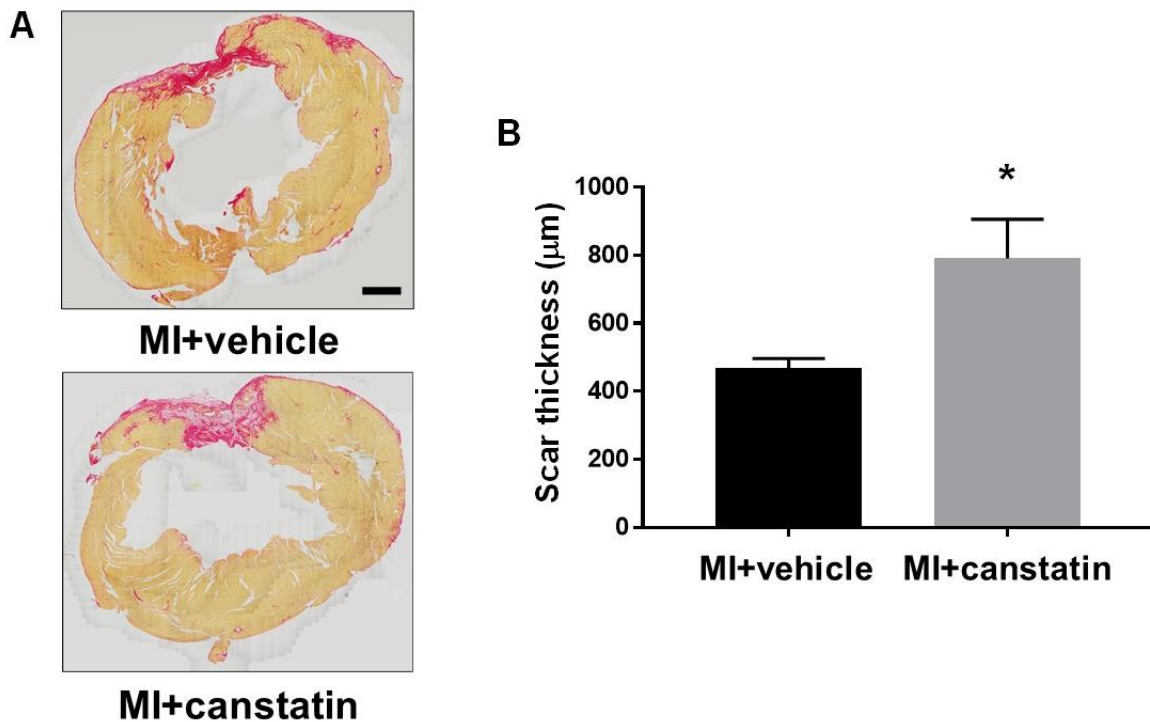 A
MI+vehicle
MI+canstatin
B
*
Scar thickness (μm)
1000
800
600
400
200
0
MI+vehicle MI+canstatin